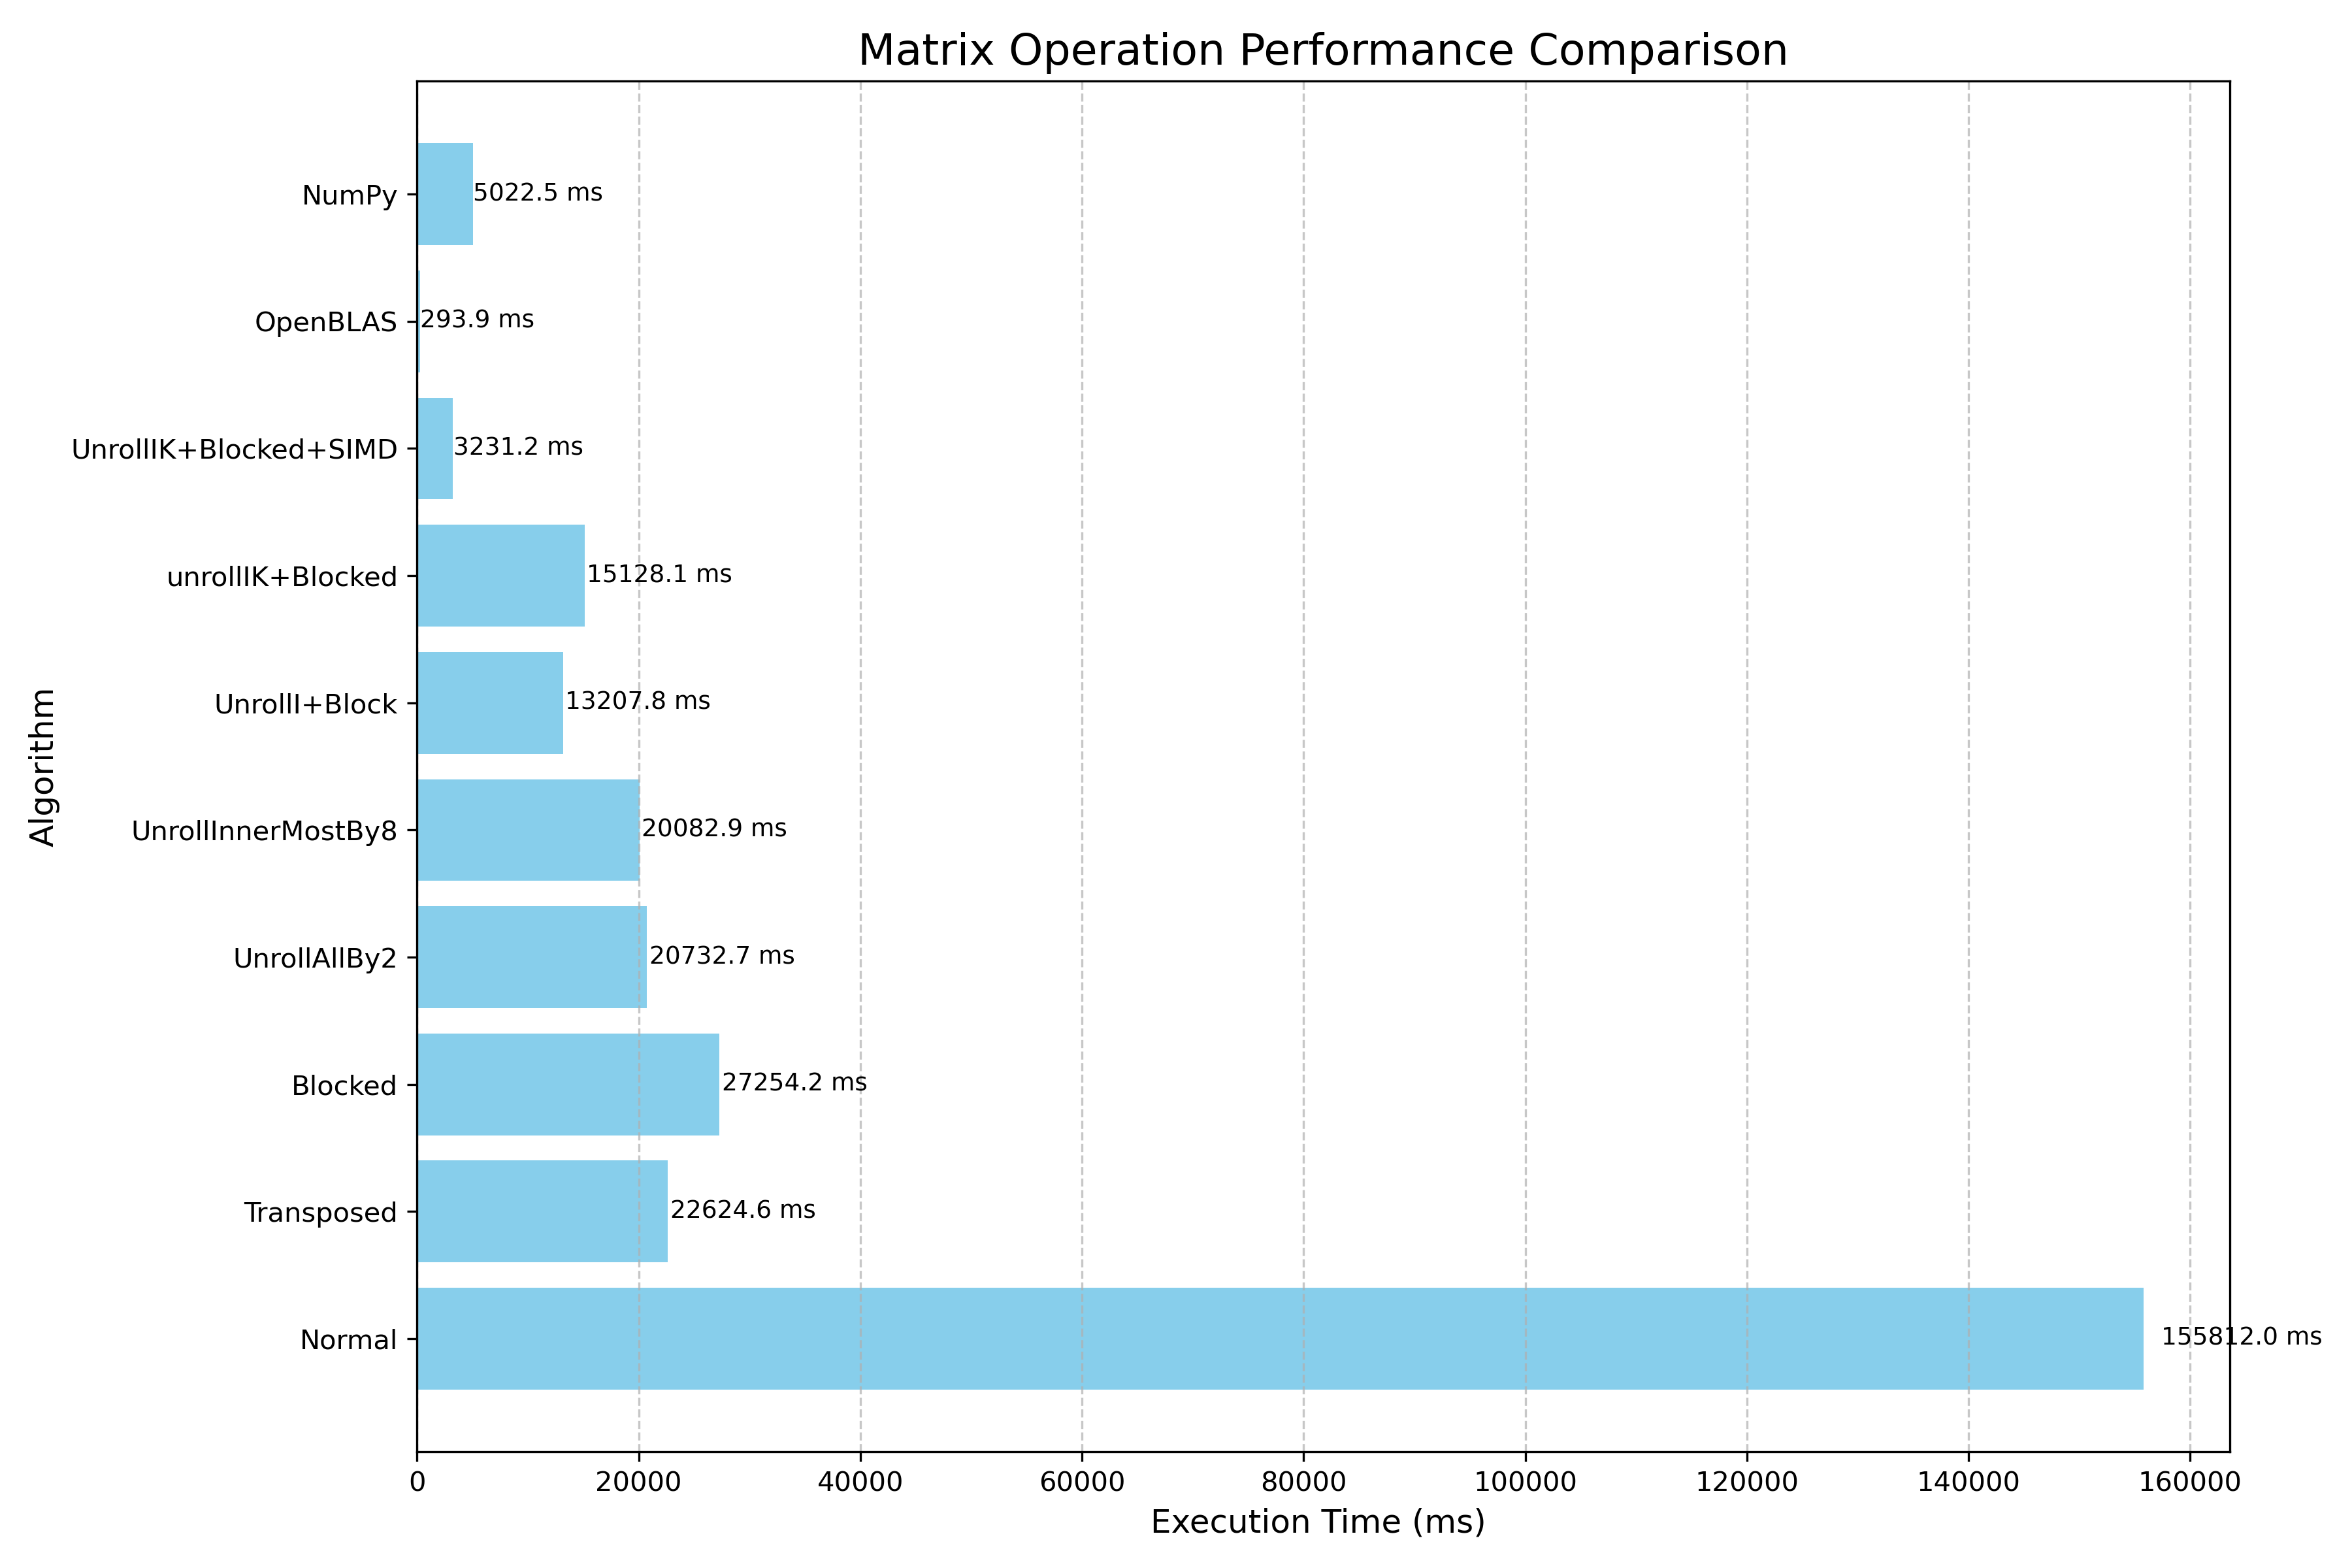 Matrix Operation Performance Comparison
Algorithm
NumPy
5022.5 ms
OpenBLAS
293.9 ms
UnrollIK+Blocked+SIMD
3231.2 ms
unrollIK+Blocked
15128.1 ms
UnrollI+Block
13207.8 ms
UnrollInnerMostBy8
20082.9 ms
UnrollAllBy2
20732.7 ms
Blocked
27254.2 ms
Transposed
22624.6 ms
Normal
155812.0 ms
0 20000 40000 60000 80000 100000 120000 140000 160000
Execution Time (ms)